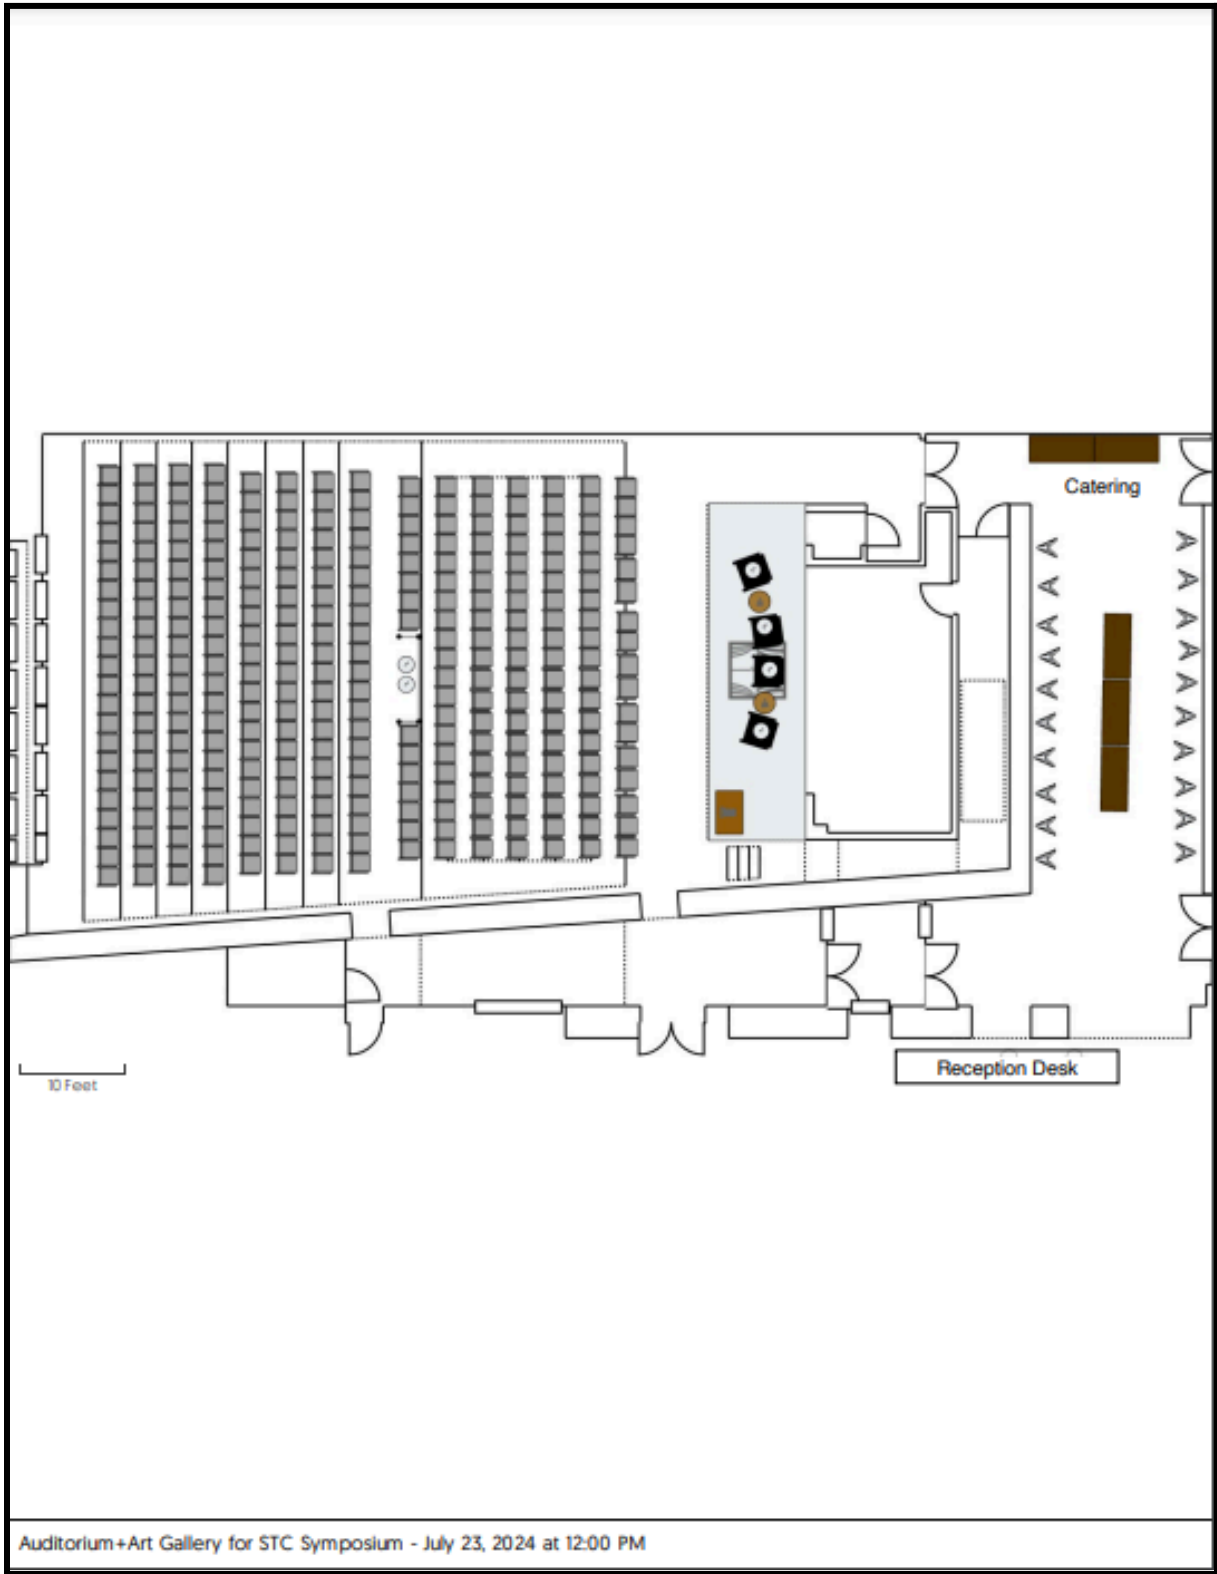 Catering
Reception Desk
10 Feet
Auditorium+Art Gallery for STC Symposium - July 23, 2024 at 12:00 PM